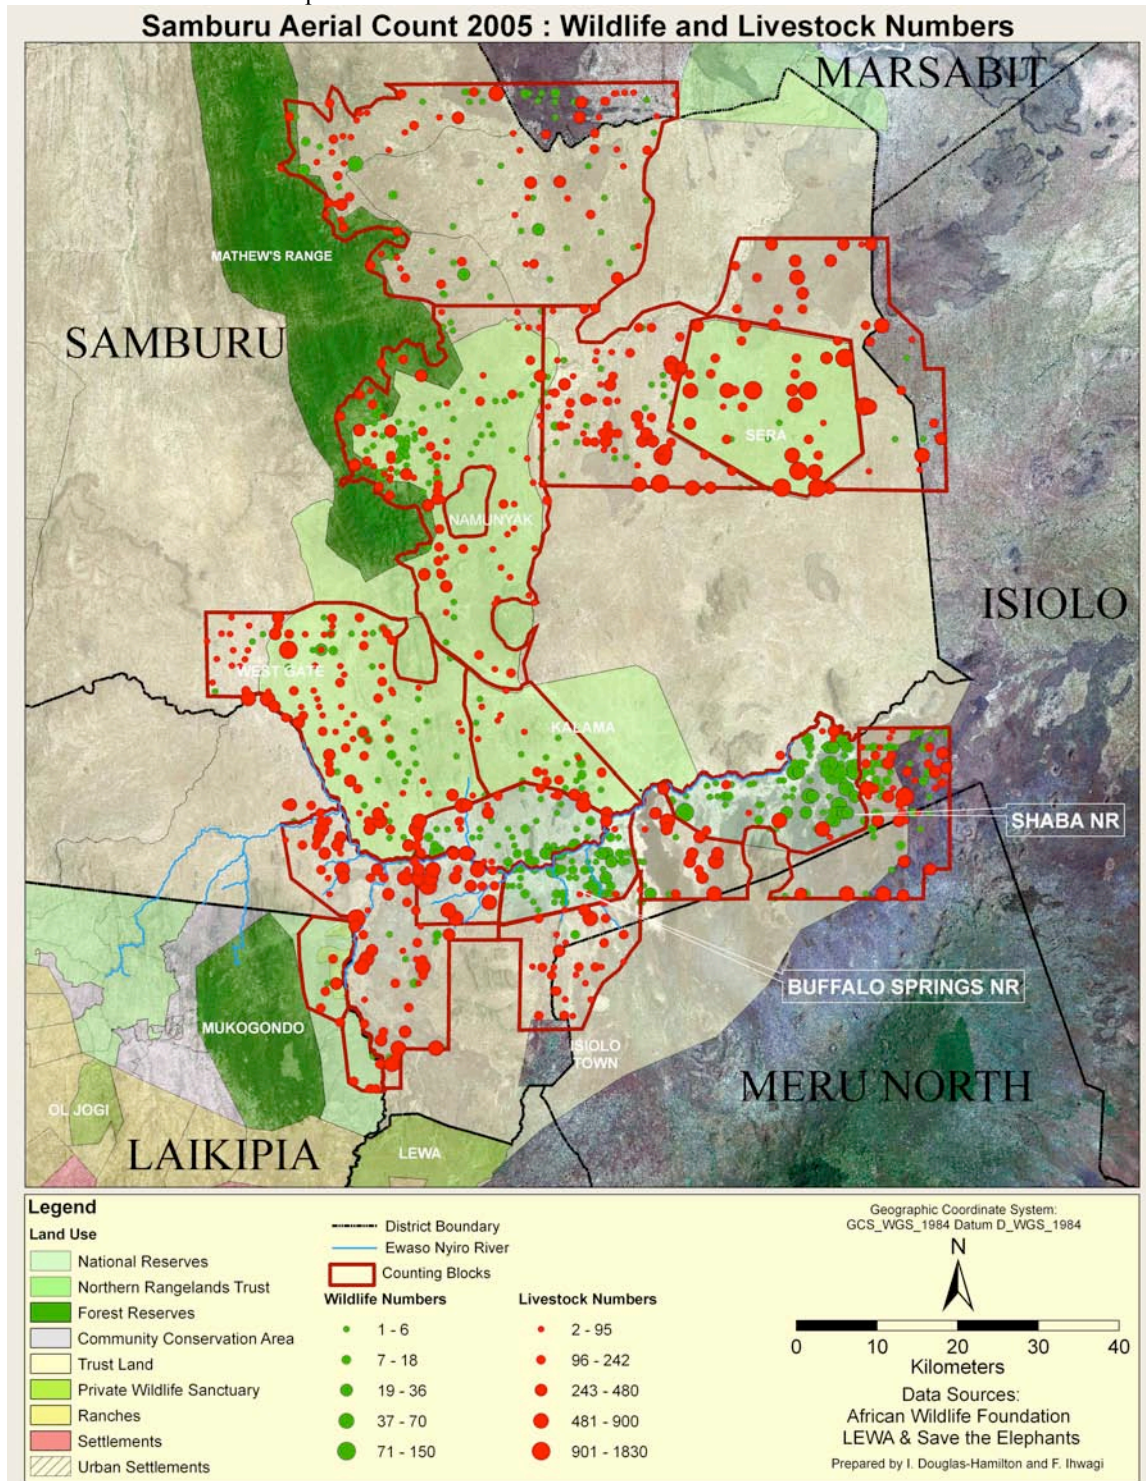 Samburu Aerial Count 2005 : Wildlife and Livestock Numbers
MARSABIT
MATHEW'S RANGE
SAMBURU
SERA
NAMUNYAK
ISIOLO
WEST GATE
KALAMA
SHABA NR
BUFFALO SPRINGS NR
MUKOGONDO
ISIOLO
TOWN
MERU NORTH
OL JOGI
LAIKIPIA
LEWA
Legend
Land Use
National Reserves
Northern Rangelands Trust
Forest Reserves
Community Conservation Area
Trust Land
Private Wildlife Sanctuary
Ranches
Settlements
Urban Settlements
District Boundary
Ewaso Nyiro River
Counting Blocks
Wildlife Numbers
1 - 6
7 - 18
19 - 36
37 - 70
71 - 150
Livestock Numbers
2 - 95
96 - 242
243 - 480
481 - 900
901 - 1830
Geographic Coordinate System:
GCS_WGS_1984 Datum D_WGS_1984
N
0 10 20 30 40
Kilometers
Data Sources:
African Wildlife Foundation
LEWA & Save the Elephants
Prepared by I. Douglas-Hamilton and F. Ihwagi